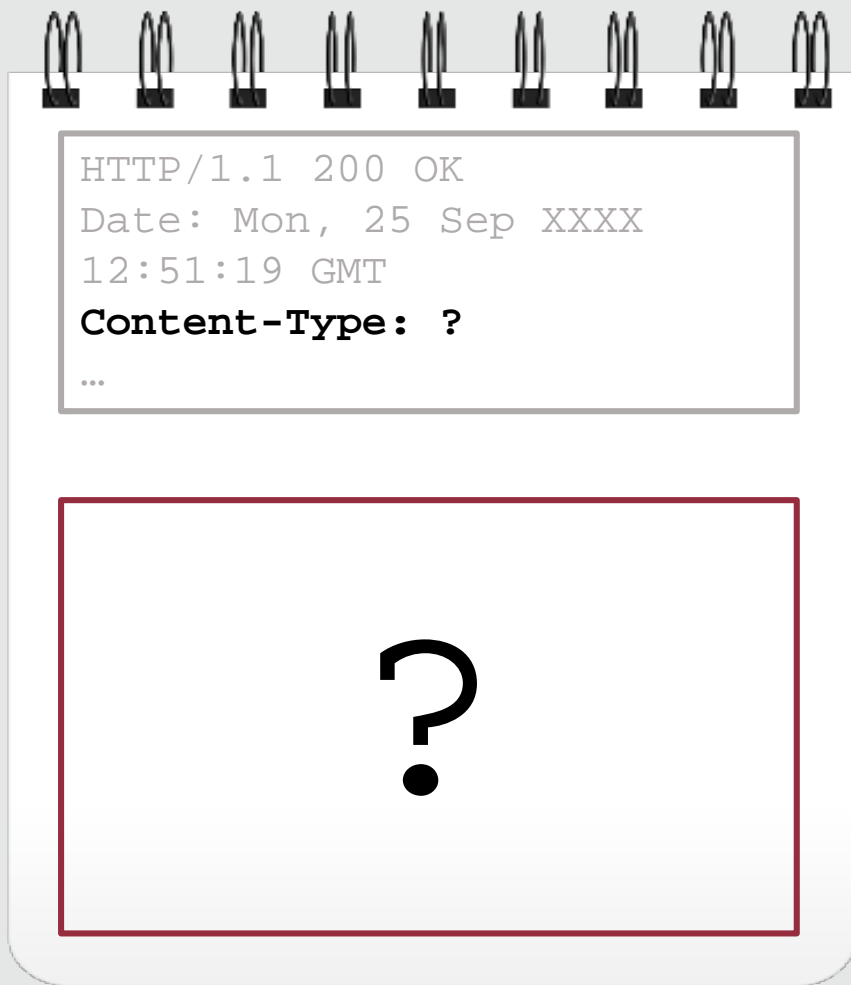 HTTP/1.1 200 OK
Date: Mon, 25 Sep XXXX
12:51:19 GMT
Content-Type: ?
…
?